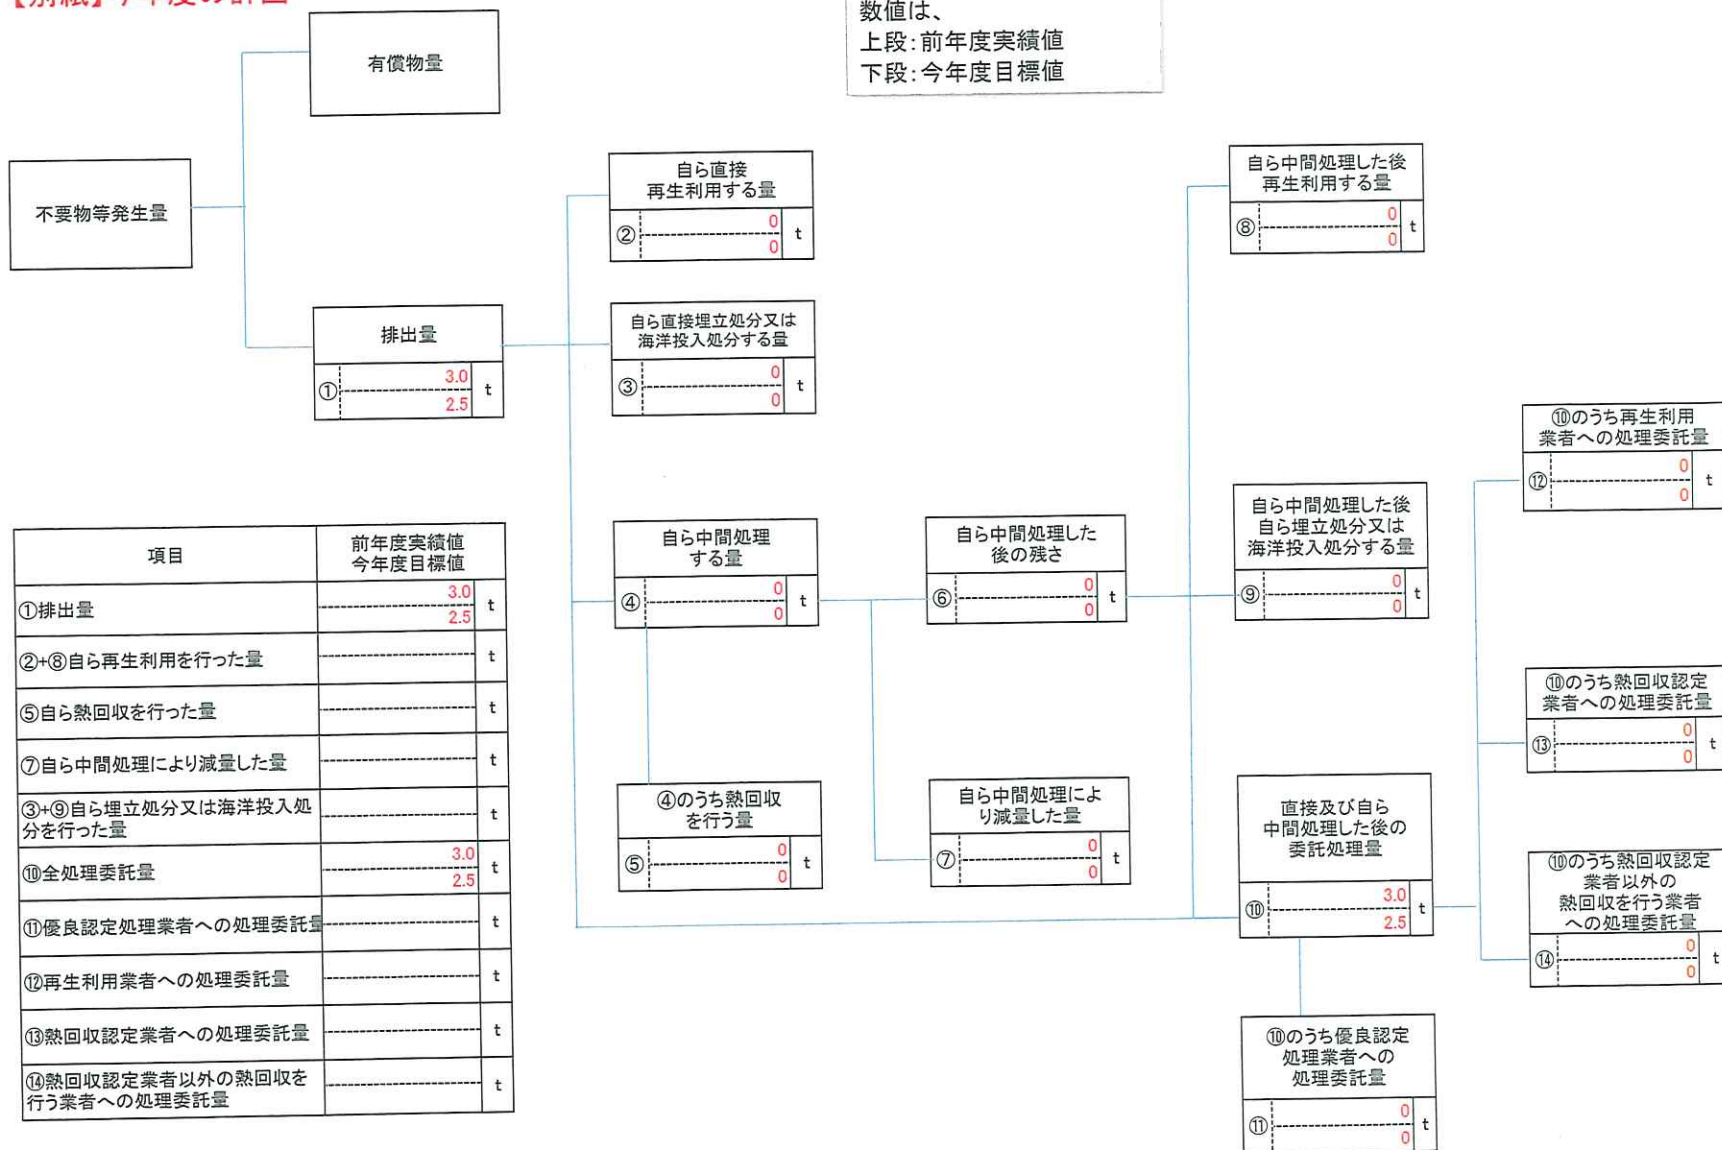 【別紙】今年度の計画
数値は、
上段:前年度実績値
下段:今年度目標値
有償物量
不要物等発生量
排出量
① 3.0 t
2.5
自ら直接
再生利用する量
② 0 t
0
自ら直接埋立処分又は
海洋投入処分する量
③ 0 t
0
自ら中間処理
する量
④ 0 t
0
④のうち熱回収
を行う量
⑤ 0 t
0
自ら中間処理した
後の残さ
⑥ 0 t
0
自ら中間処理によ
り減量した量
⑦ 0 t
0
自ら中間処理した後
再生利用する量
⑧ 0 t
0
自ら中間処理した後
自ら埋立処分又は
海洋投入処分する量
⑨ 0 t
0
直接及び自ら
中間処理した後の
委託処理量
⑩ 3.0 t
2.5
⑩のうち優良認定
処理業者への
処理委託量
⑪ 0 t
0
⑩のうち再生利用
業者への処理委託量
⑫ 0 t
0
⑩のうち熱回収認定
業者への処理委託量
⑬ 0 t
0
⑩のうち熱回収認定
業者以外の
熱回収を行う業者
への処理委託量
⑭ 0 t
0
項目 前年度実績値
今年度目標値
①排出量 3.0 t
2.5
②+⑧自ら再生利用を行った量 t
⑤自ら熱回収を行った量 t
⑦自ら中間処理により減量した量 t
③+⑨自ら埋立処分又は海洋投入処
分を行った量 t
⑩全処理委託量 3.0 t
2.5
⑪優良認定処理業者への処理委託量 t
⑫再生利用業者への処理委託量 t
⑬熱回収認定業者への処理委託量 t
⑭熱回収認定業者以外の熱回収を
行う業者への処理委託量 t